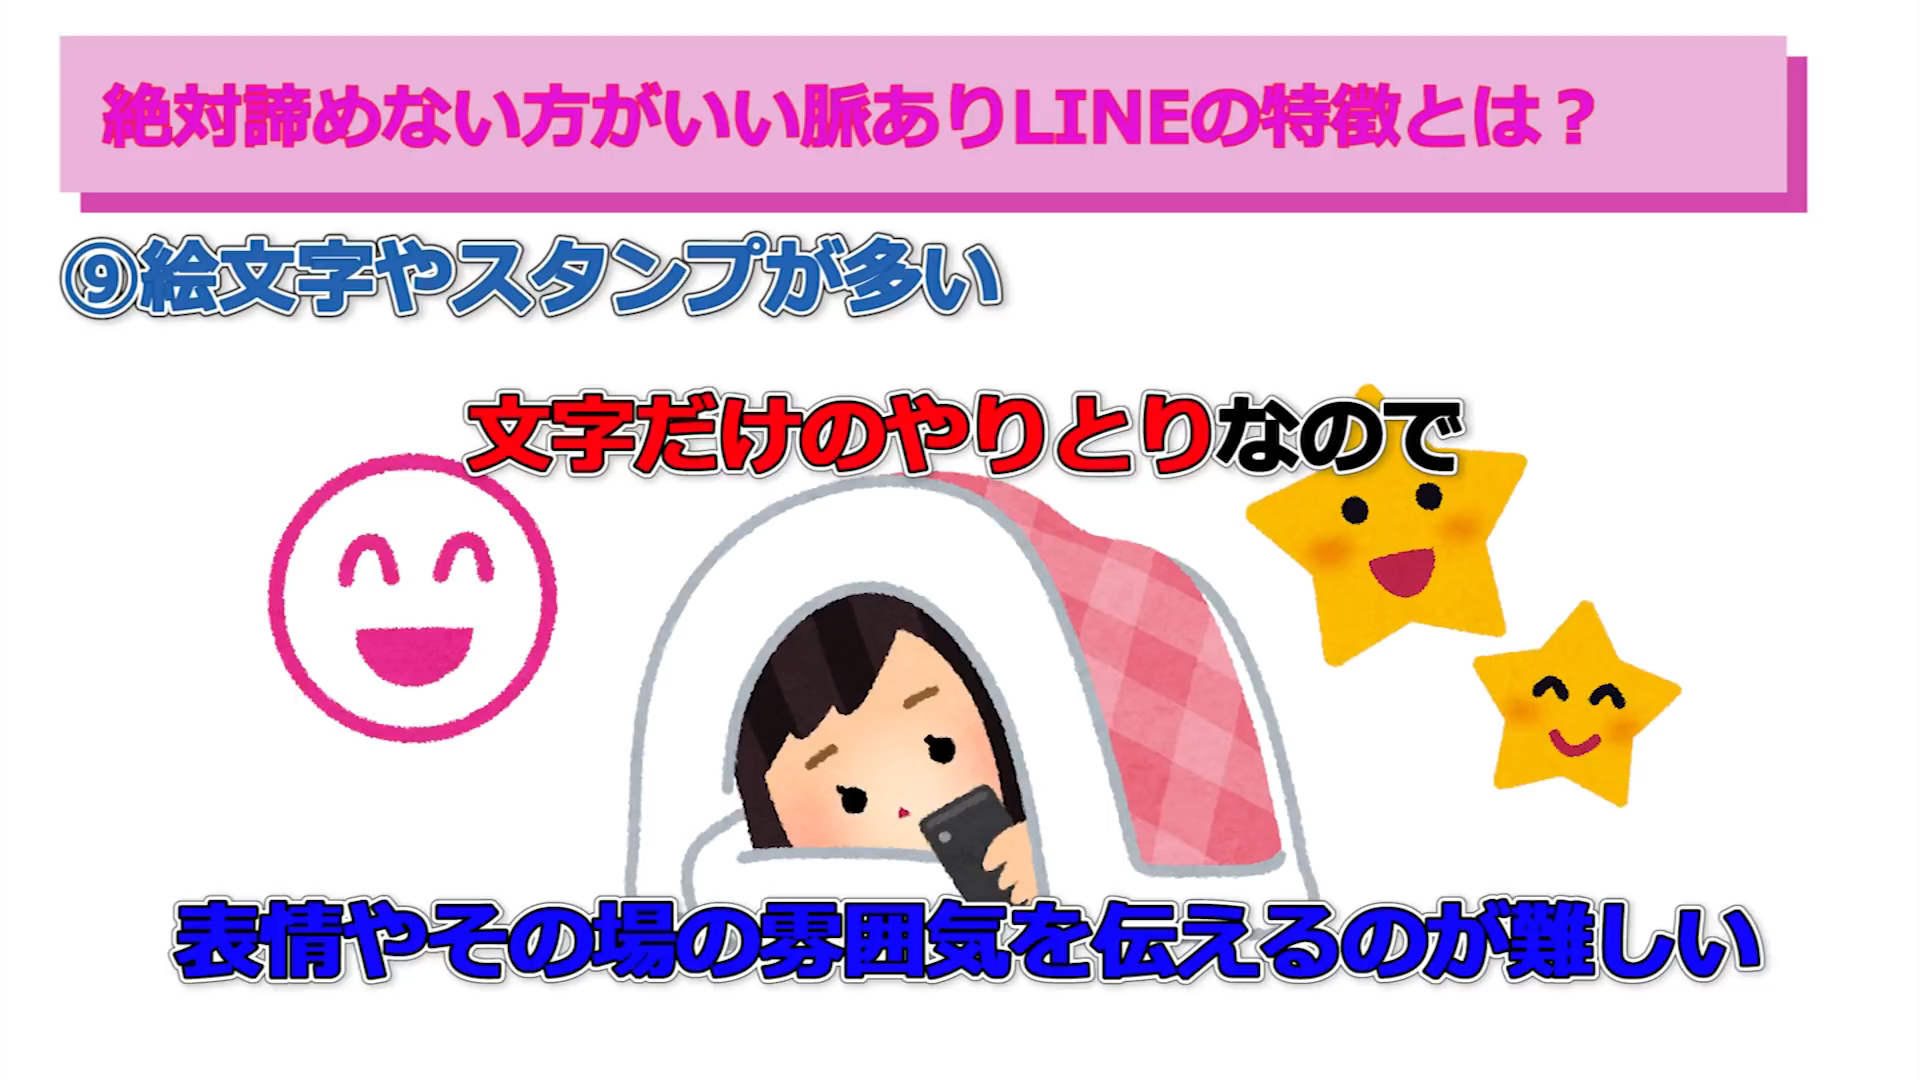 絶対諦めない方がいい脈ありLINEの特徴とは？
⑨絵文字やスタンプが多い
文字だけのやりとりなので
表情やその場の雰囲気を伝えるのが難しい